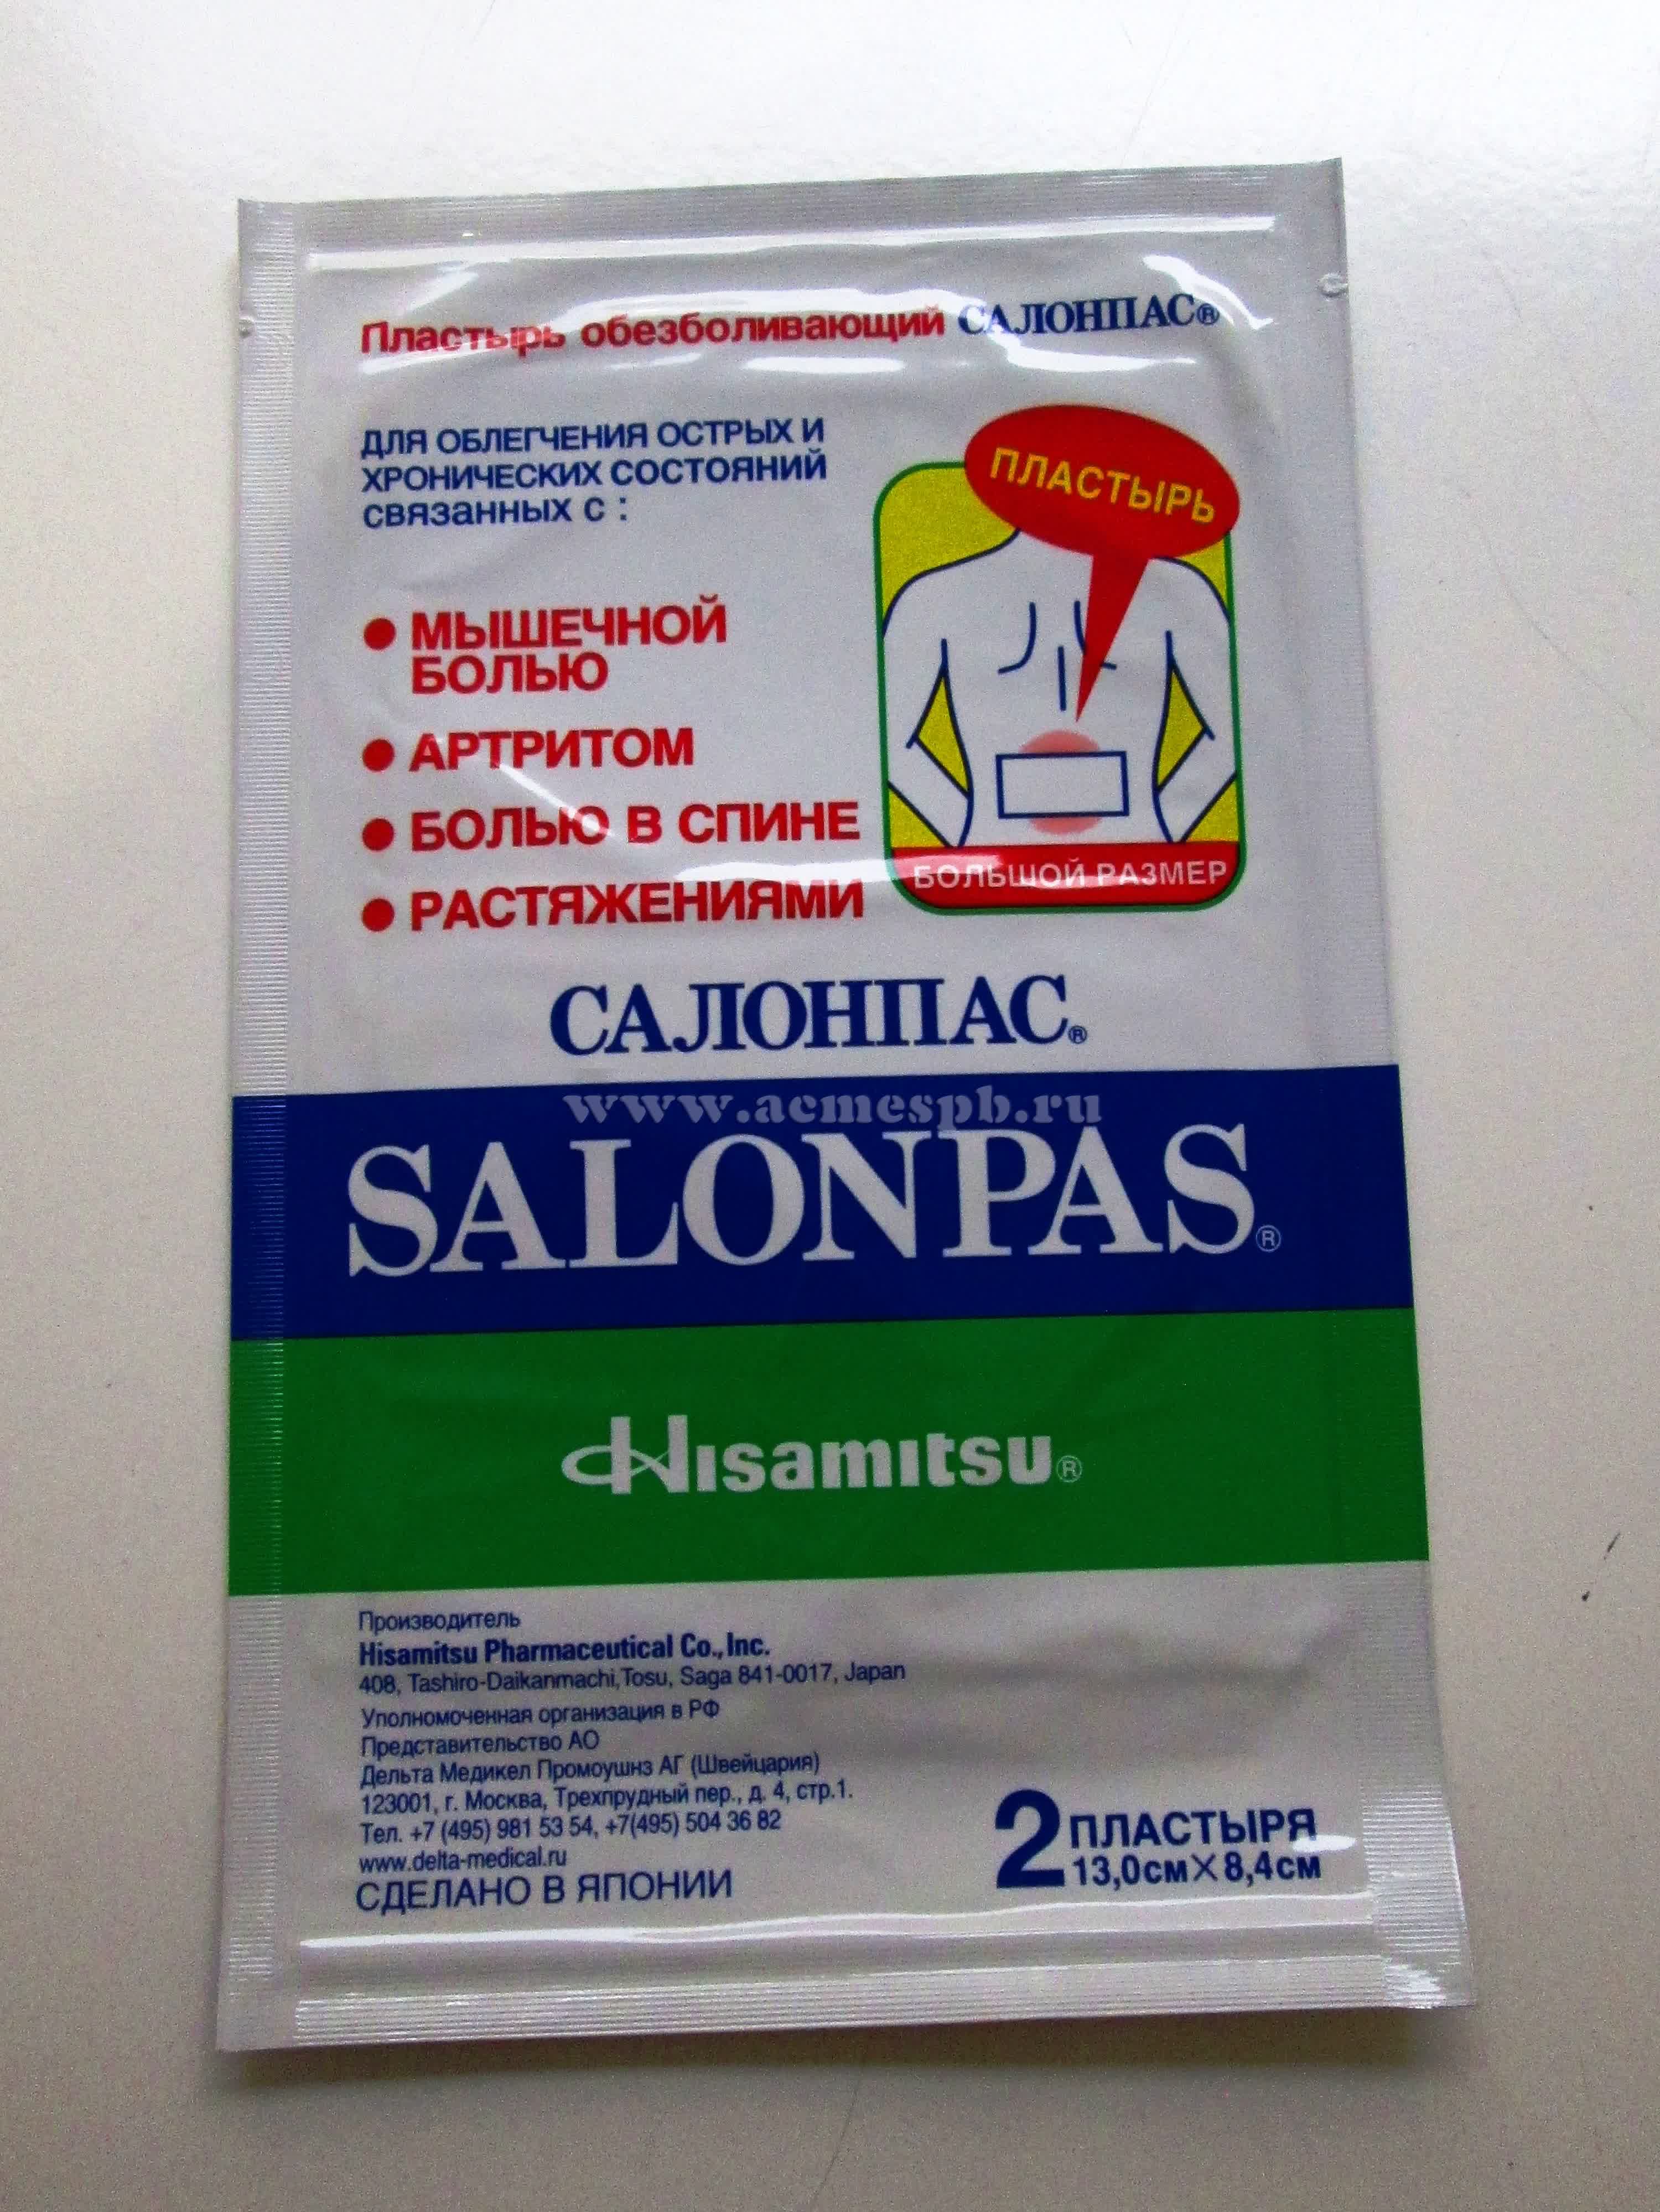 Пластырь обезболивающий САЛОНПАС®
ДЛЯ ОБЛЕГЧЕНИЯ ОСТРЫХ И
ХРОНИЧЕСКИХ СОСТОЯНИЙ
СВЯЗАННЫХ С :
● МЫШЕЧНОЙ
БОЛЬЮ
● АРТРИТОМ
● БОЛЬЮ В СПИНЕ
● РАСТЯЖЕНИЯМИ
ПЛАСТЫРЬ
БОЛЬШОЙ РАЗМЕР
САЛОНПАС®
www.acmespb.ru
SALONPAS®
Hisamitsu®
Производитель
Hisamitsu Pharmaceutical Co., Inc.
408, Tashiro-Daikanmachi, Tosu, Saga 841-0017, Japan
Уполномоченная организация в РФ
Представительство АО
Дельта Медикел Промоушнз АГ (Швейцария)
123001, г. Москва, Трехпрудный пер., д. 4, стр.1.
Тел. +7 (495) 981 53 54, +7(495) 504 36 82
www.delta-medical.ru
СДЕЛАНО В ЯПОНИИ
2 ПЛАСТЫРЯ
13,0см×8,4см